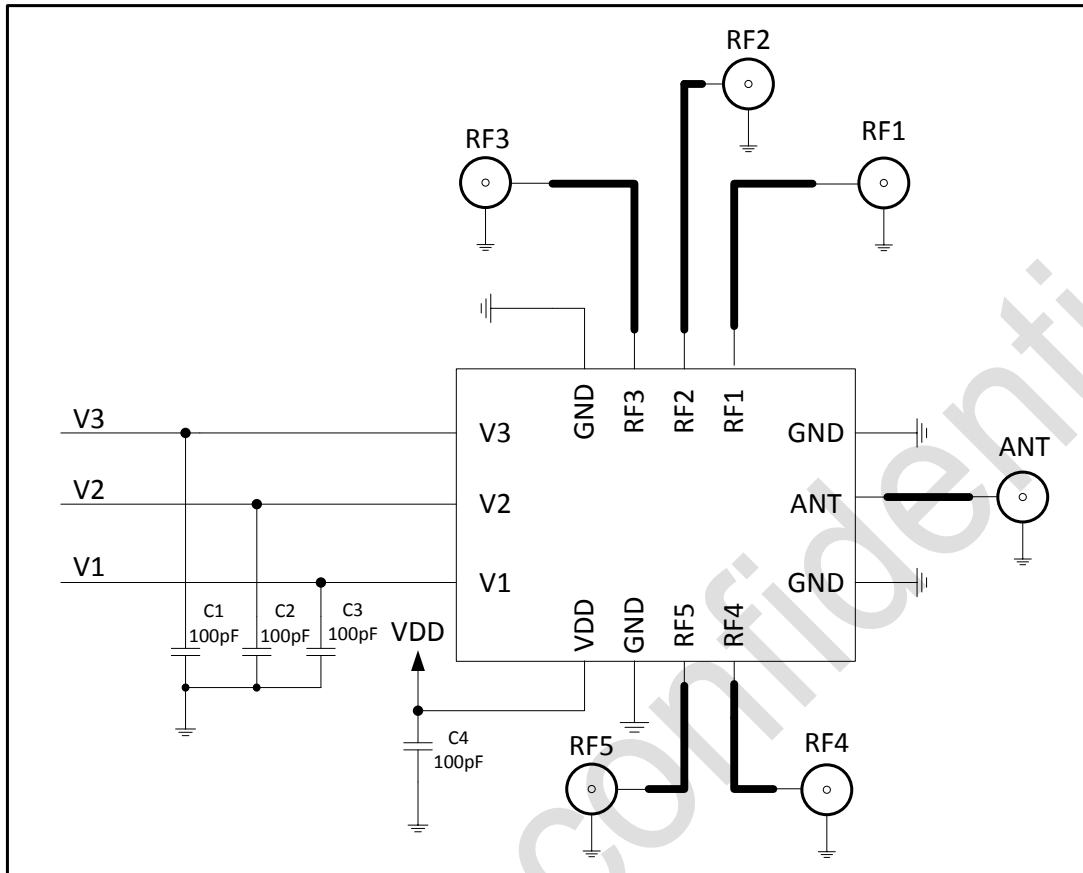 RF2
RF1
RF3
GND
RF3
RF2
RF1
V3
V3
GND
ANT
V2
V2
ANT
V1
V1
GND
C1
100pF
C2
100pF
C3
100pF
VDD
VDD
GND
RF5
RF4
C4
100pF
RF5
RF4
confidenti